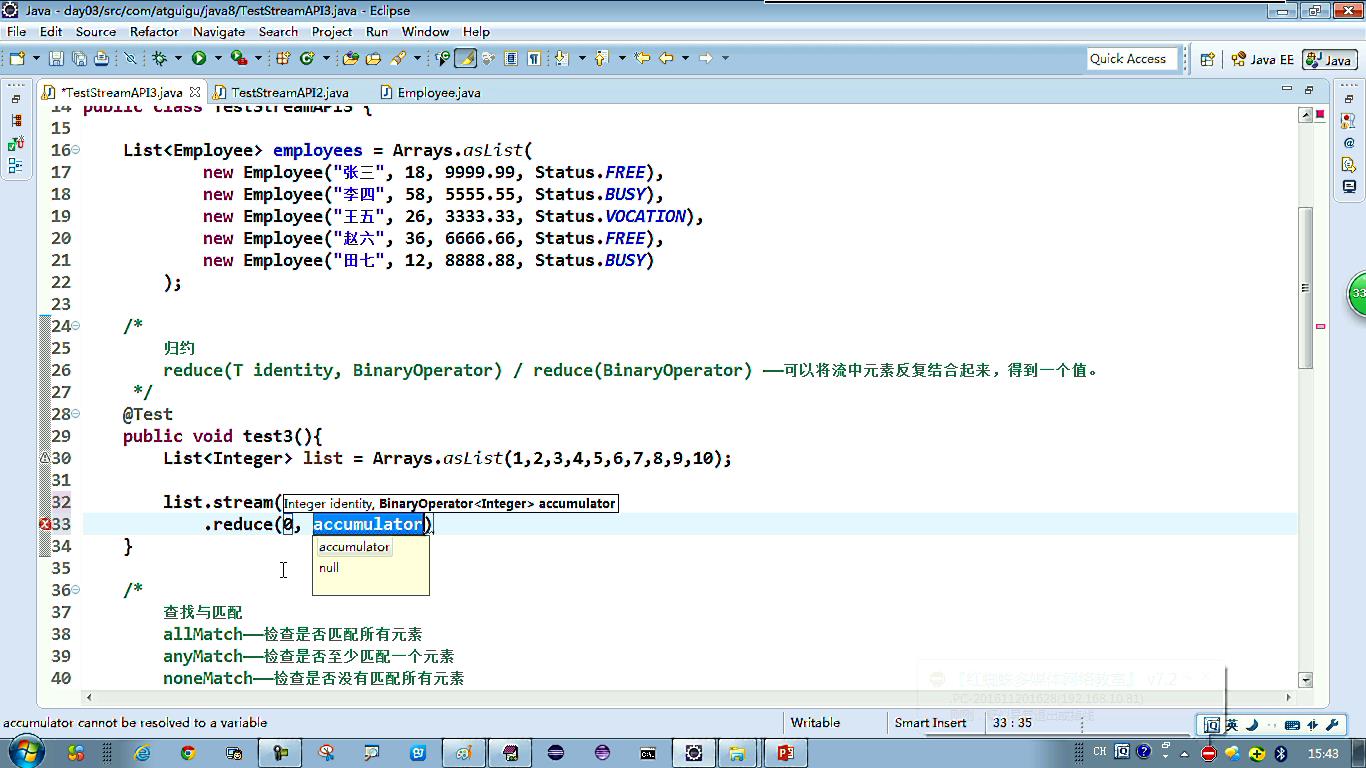 Java - day03/src/com/atguigu/java8/TestStreamAPI3.java - Eclipse
File Edit Source Refactor Navigate Search Project Run Window Help
Quick Access
Java EE
Java
*TestStreamAPI3.java
TestStreamAPI2.java
Employee.java
14 public class TestStreamAPI3 {
15
16 List<Employee> employees = Arrays.asList(
17 new Employee("张三", 18, 9999.99, Status.FREE),
18 new Employee("李四", 58, 5555.55, Status.BUSY),
19 new Employee("王五", 26, 3333.33, Status.VOCATION),
20 new Employee("赵六", 36, 6666.66, Status.FREE),
21 new Employee("田七", 12, 8888.88, Status.BUSY)
22 );
23
24 /*
25 归约
26 reduce(T identity, BinaryOperator) / reduce(BinaryOperator) ——可以将流中元素反复结合起来，得到一个值。
27 */
28 @Test
29 public void test3(){
30 List<Integer> list = Arrays.asList(1,2,3,4,5,6,7,8,9,10);
31
32 list.stream(
Integer identity, BinaryOperator<Integer> accumulator
33 .reduce(0, accumulator)
accumulator
null
34 }
35
36 /*
37 查找与匹配
38 allMatch——检查是否匹配所有元素
39 anyMatch——检查是否至少匹配一个元素
40 noneMatch——检查是否没有匹配所有元素
33
『红蜘蛛多媒体网络教室』 v7.2
PC-201611201628(192.168.10.81)
accumulator cannot be resolved to a variable
Writable
Smart Insert
33 : 35
英
CH
15:43